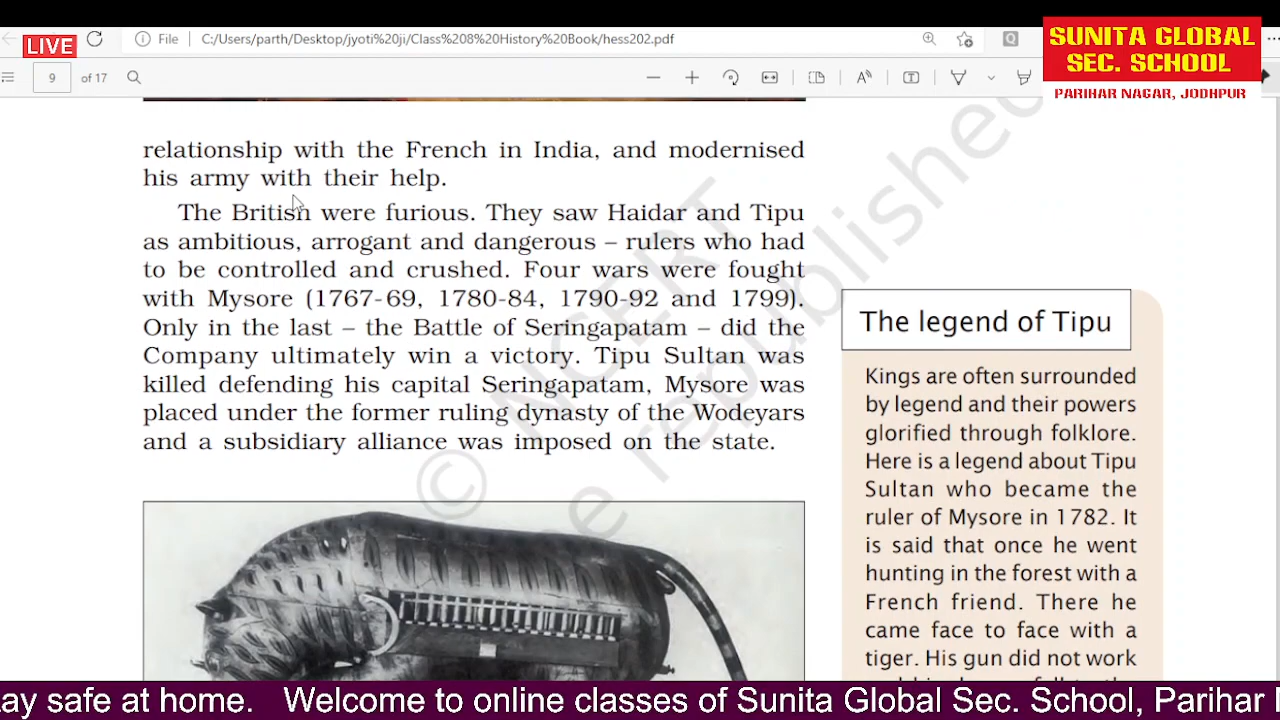 LIVE
File
C:/Users/parth/Desktop/jyoti%20ji/Class%208%20History%20Book/hess202.pdf
SUNITA GLOBAL
SEC. SCHOOL
PARIHAR NAGAR, JODHPUR
9 of 17
relationship with the French in India, and modernised
his army with their help.
The British were furious. They saw Haidar and Tipu
as ambitious, arrogant and dangerous – rulers who had
to be controlled and crushed. Four wars were fought
with Mysore (1767-69, 1780-84, 1790-92 and 1799).
Only in the last – the Battle of Seringapatam – did the
Company ultimately win a victory. Tipu Sultan was
killed defending his capital Seringapatam, Mysore was
placed under the former ruling dynasty of the Wodeyars
and a subsidiary alliance was imposed on the state.
© NCERT
republished
The legend of Tipu
Kings are often surrounded
by legend and their powers
glorified through folklore.
Here is a legend about Tipu
Sultan who became the
ruler of Mysore in 1782. It
is said that once he went
hunting in the forest with a
French friend. There he
came face to face with a
tiger. His gun did not work
ay safe at home. Welcome to online classes of Sunita Global Sec. School, Parihar